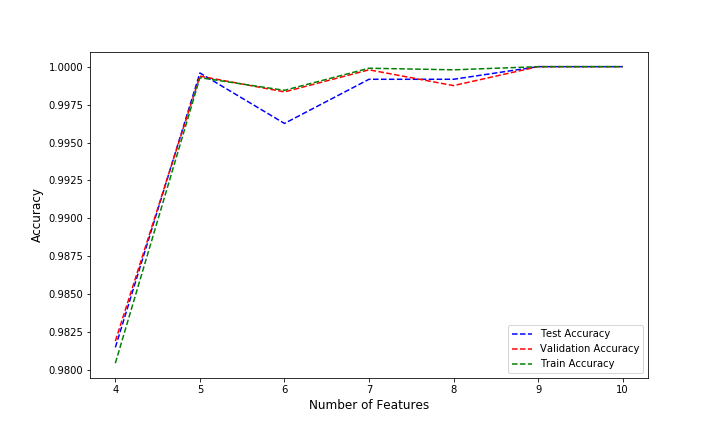 1.0000
0.9975
0.9950
0.9925
0.9900
0.9875
0.9850
0.9825
0.9800
Accuracy
4 5 6 7 8 9 10
Number of Features
Test Accuracy
Validation Accuracy
Train Accuracy